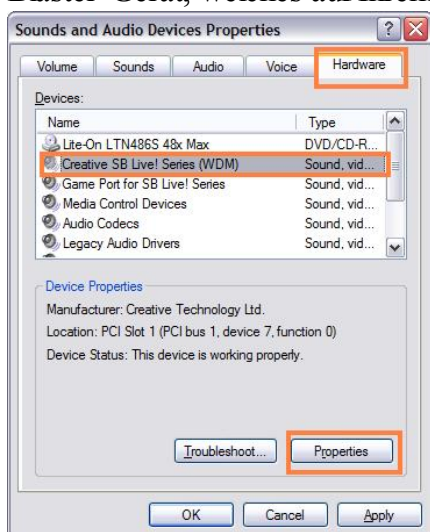 Sounds and Audio Devices Properties
Volume Sounds Audio Voice Hardware
Devices:
Name Type
Lite-On LTN486S 48x Max DVD/CD-R...
Creative SB Live! Series (WDM) Sound, vid...
Game Port for SB Live! Series Sound, vid...
Media Control Devices Sound, vid...
Audio Codecs Sound, vid...
Legacy Audio Drivers Sound, vid...
Device Properties
Manufacturer: Creative Technology Ltd.
Location: PCI Slot 1 (PCI bus 1, device 7, function 0)
Device Status: This device is working properly.
Troubleshoot... Properties
OK Cancel Apply